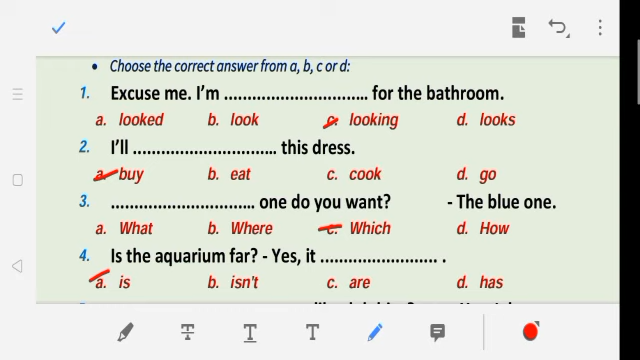 • Choose the correct answer from a, b, c or d:
1. Excuse me. I'm ................................. for the bathroom.
a. looked b. look c. looking d. looks
2. I'll ................................. this dress.
a. buy b. eat c. cook d. go
3. ................................. one do you want? - The blue one.
a. What b. Where c. Which d. How
4. Is the aquarium far? - Yes, it ........................... .
a. is b. isn't c. are d. has
T T T